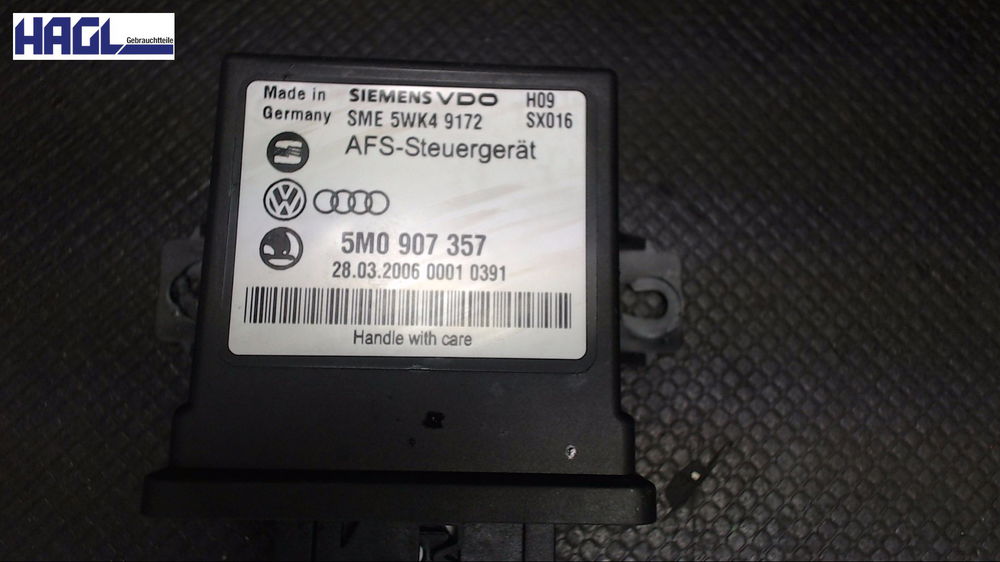 HAGL
Gebrauchtteile
Made in Germany
SIEMENS VDO H09
SME 5WK4 9172 SX016
AFS-Steuergerät
5M0 907 357
28.03.2006 0001 0391
Handle with care